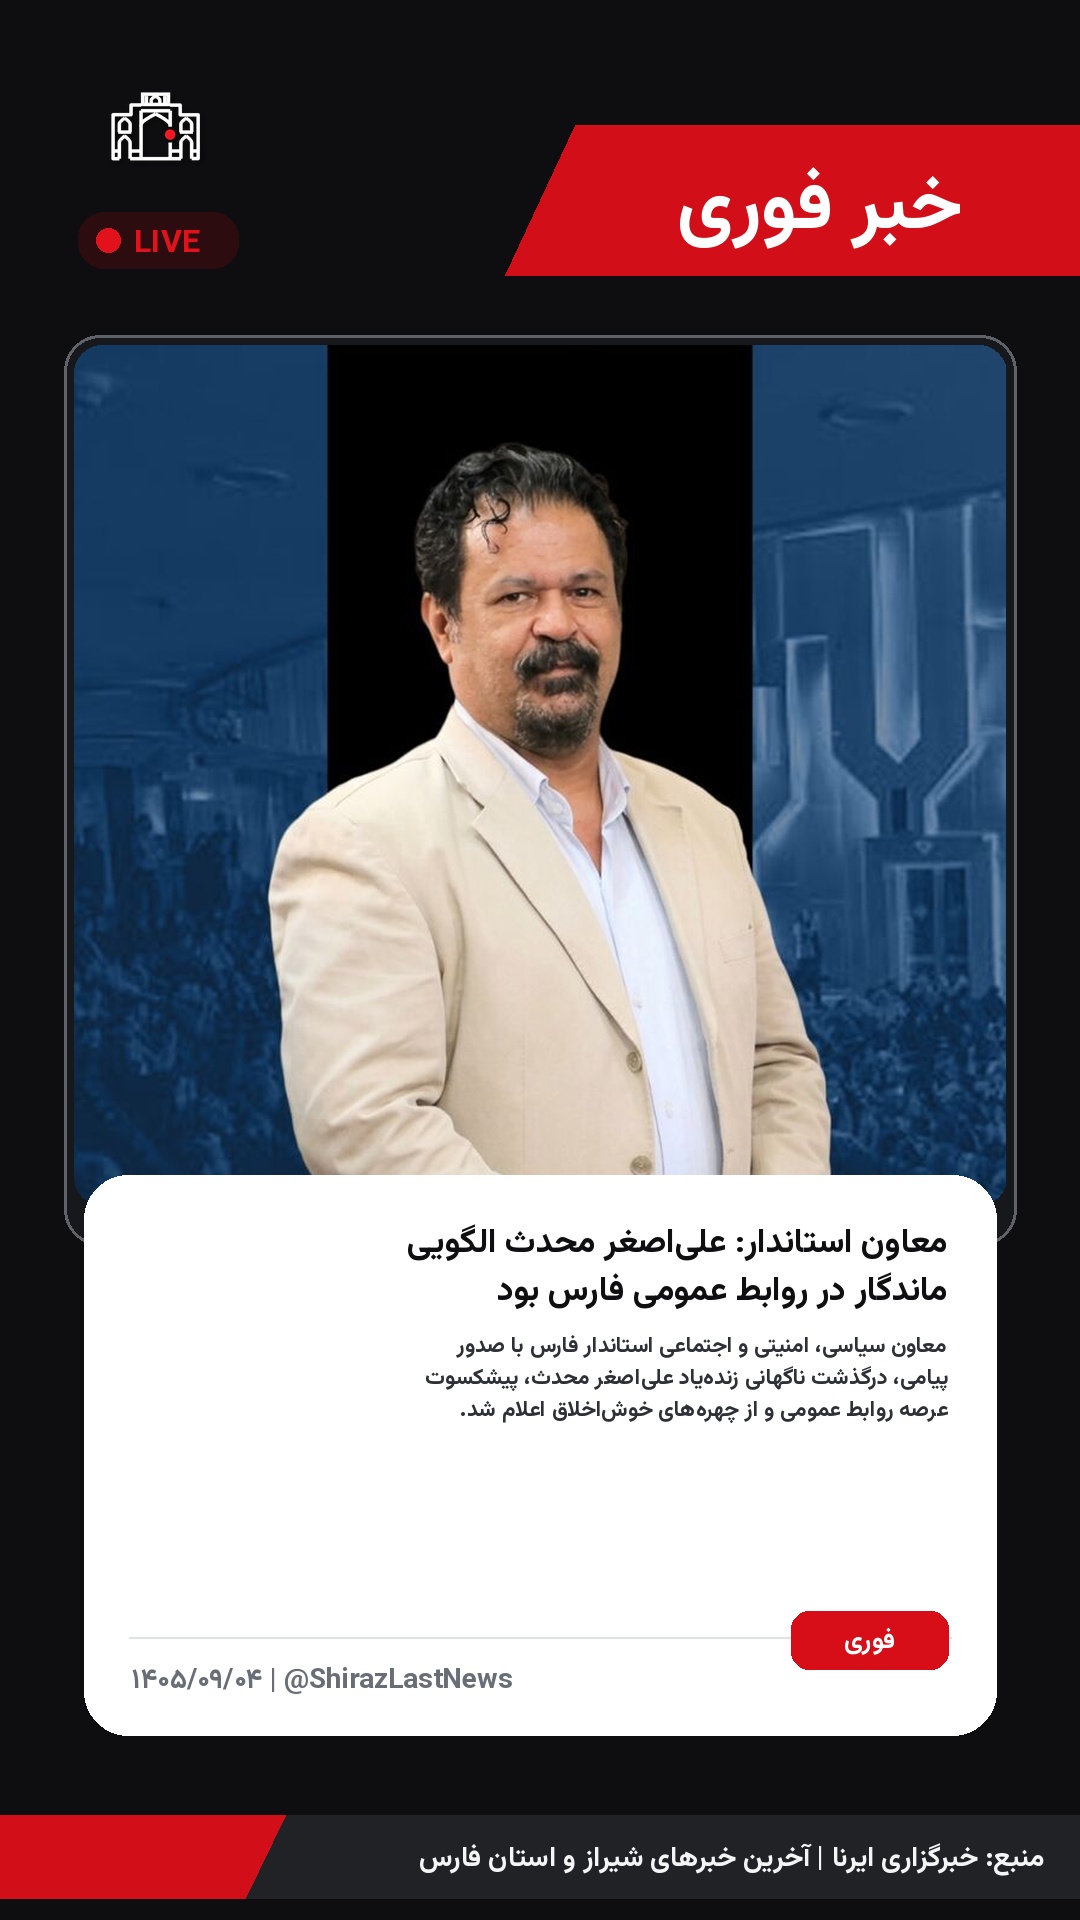 خبر فوری
LIVE
معاون استاندار: علی‌اصغر محدث الگویی
ماندگار در روابط عمومی فارس بود
معاون سیاسی، امنیتی و اجتماعی استاندار فارس با صدور
پیامی، درگذشت ناگهانی زنده‌یاد علی‌اصغر محدث، پیشکسوت
عرصه روابط عمومی و از چهره‌های خوش‌اخلاق اعلام شد.
فوری
۱۴۰۵/۰۹/۰۴ | @ShirazLastNews
منبع: خبرگزاری ایرنا | آخرین خبرهای شیراز و استان فارس